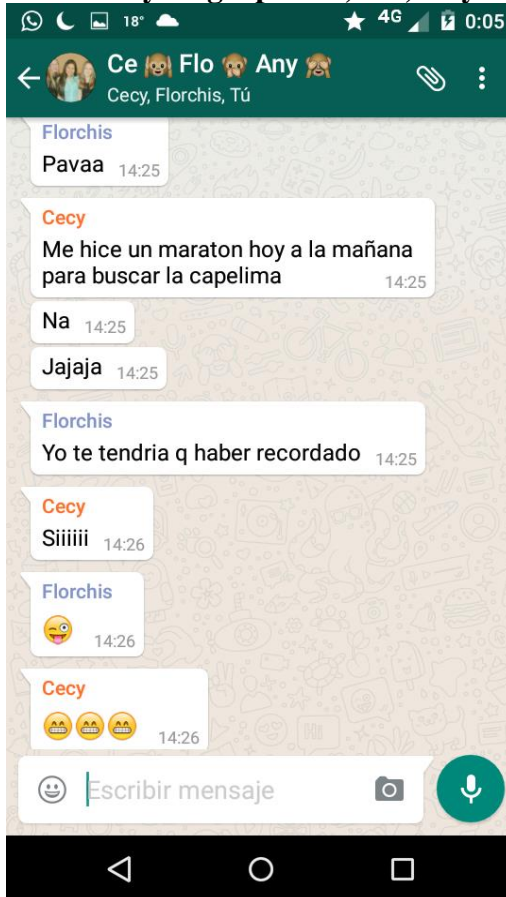 18° 4G 0:05
Ce 🙉 Flo 🙊 Any 🙈
Cecy, Florchis, Tú
Florchis
Pavaa 14:25
Cecy
Me hice un maraton hoy a la mañana
para buscar la capelima 14:25
Na 14:25
Jajaja 14:25
Florchis
Yo te tendria q haber recordado 14:25
Cecy
Siiiiii 14:26
Florchis
😜 14:26
Cecy
😁😁😁 14:26
Escribir mensaje